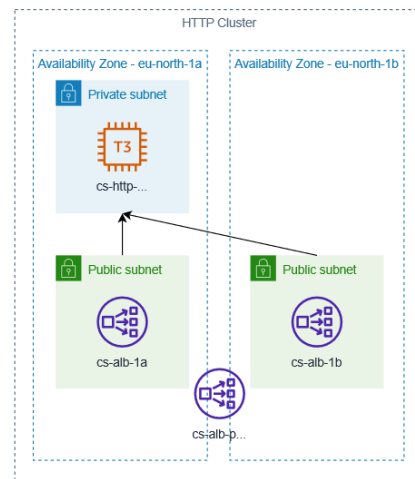 HTTP Cluster
Availability Zone - eu-north-1a
Availability Zone - eu-north-1b
Private subnet
T3
cs-http-...
Public subnet
Public subnet
cs-alb-1a
cs-alb-1b
cs-alb-p...